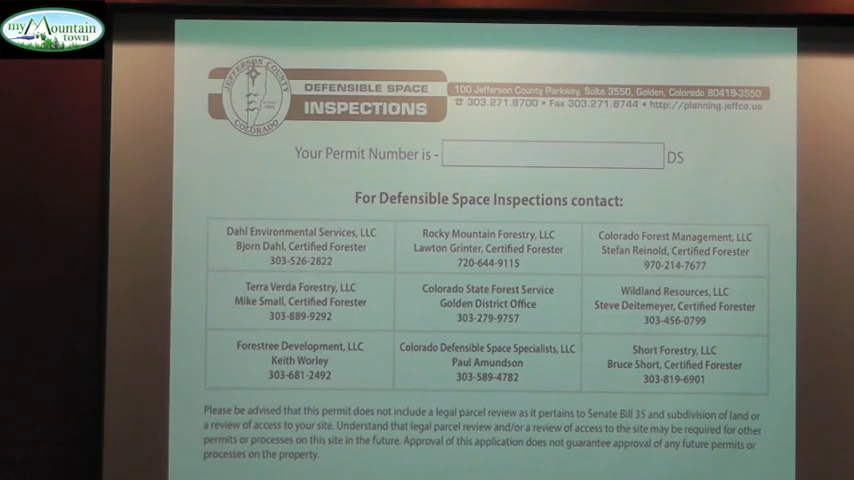 my Mountain
town
JEFFERSON COUNTY
COLORADO
DEFENSIBLE SPACE
INSPECTIONS
100 Jefferson County Parkway, Suite 3550, Golden, Colorado 80419-3550
☎ 303.271.8700 • Fax 303.271.8744 • http://planning.jeffco.us
Your Permit Number is - DS
For Defensible Space Inspections contact:
Dahl Environmental Services, LLC
Bjorn Dahl, Certified Forester
303-526-2822
Rocky Mountain Forestry, LLC
Lawton Grinter, Certified Forester
720-644-9115
Colorado Forest Management, LLC
Stefan Reinold, Certified Forester
970-214-7677
Terra Verda Forestry, LLC
Mike Small, Certified Forester
303-889-9292
Colorado State Forest Service
Golden District Office
303-279-9757
Wildland Resources, LLC
Steve Deitemeyer, Certified Forester
303-456-0799
Forestree Development, LLC
Keith Worley
303-681-2492
Colorado Defensible Space Specialists, LLC
Paul Amundson
303-589-4782
Short Forestry, LLC
Bruce Short, Certified Forester
303-819-6901
Please be advised that this permit does not include a legal parcel review as it pertains to Senate Bill 35 and subdivision of land or
a review of access to your site. Understand that legal parcel review and/or a review of access to the site may be required for other
permits or processes on this site in the future. Approval of this application does not guarantee approval of any future permits or
processes on the property.